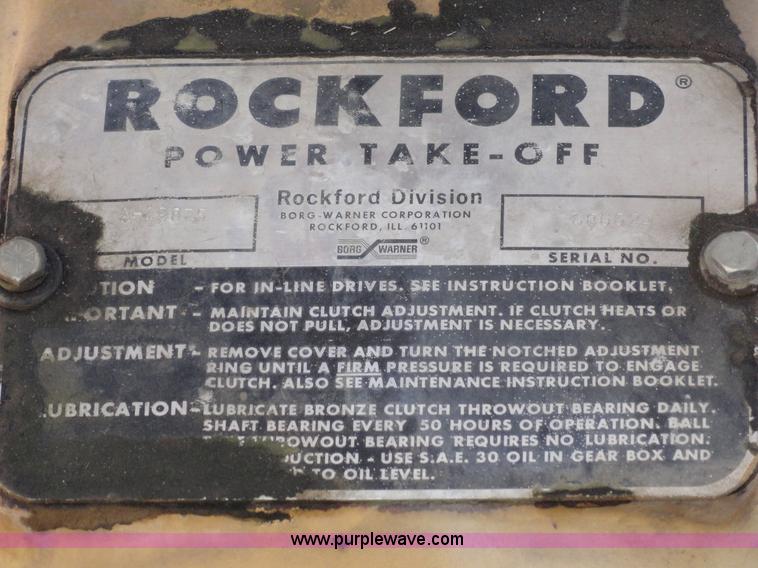 ROCKFORD®
POWER TAKE-OFF
Rockford Division
BORG-WARNER CORPORATION
ROCKFORD, ILL. 61101
BORG WARNER®
MODEL
SERIAL NO.
TION - FOR IN-LINE DRIVES. SEE INSTRUCTION BOOKLET.
ORTANT - MAINTAIN CLUTCH ADJUSTMENT. IF CLUTCH HEATS OR
DOES NOT PULL, ADJUSTMENT IS NECESSARY.
ADJUSTMENT - REMOVE COVER AND TURN THE NOTCHED ADJUSTMENT
RING UNTIL A FIRM PRESSURE IS REQUIRED TO ENGAGE
CLUTCH. ALSO SEE MAINTENANCE INSTRUCTION BOOKLET.
UBRICATION - LUBRICATE BRONZE CLUTCH THROWOUT BEARING DAILY.
SHAFT BEARING EVERY 50 HOURS OF OPERATION. BALL
THROWOUT BEARING REQUIRES NO LUBRICATION.
DUCTION - USE S.A.E. 30 OIL IN GEAR BOX AND
TO OIL LEVEL.
www.purplewave.com